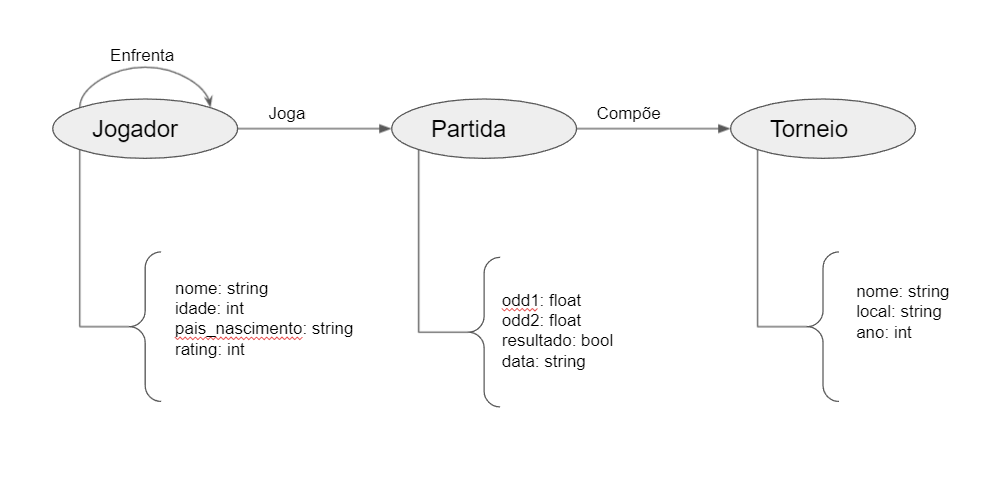 Enfrenta
Jogador
Joga
Partida
Compõe
Torneio
nome: string
idade: int
pais_nascimento: string
rating: int
odd1: float
odd2: float
resultado: bool
data: string
nome: string
local: string
ano: int